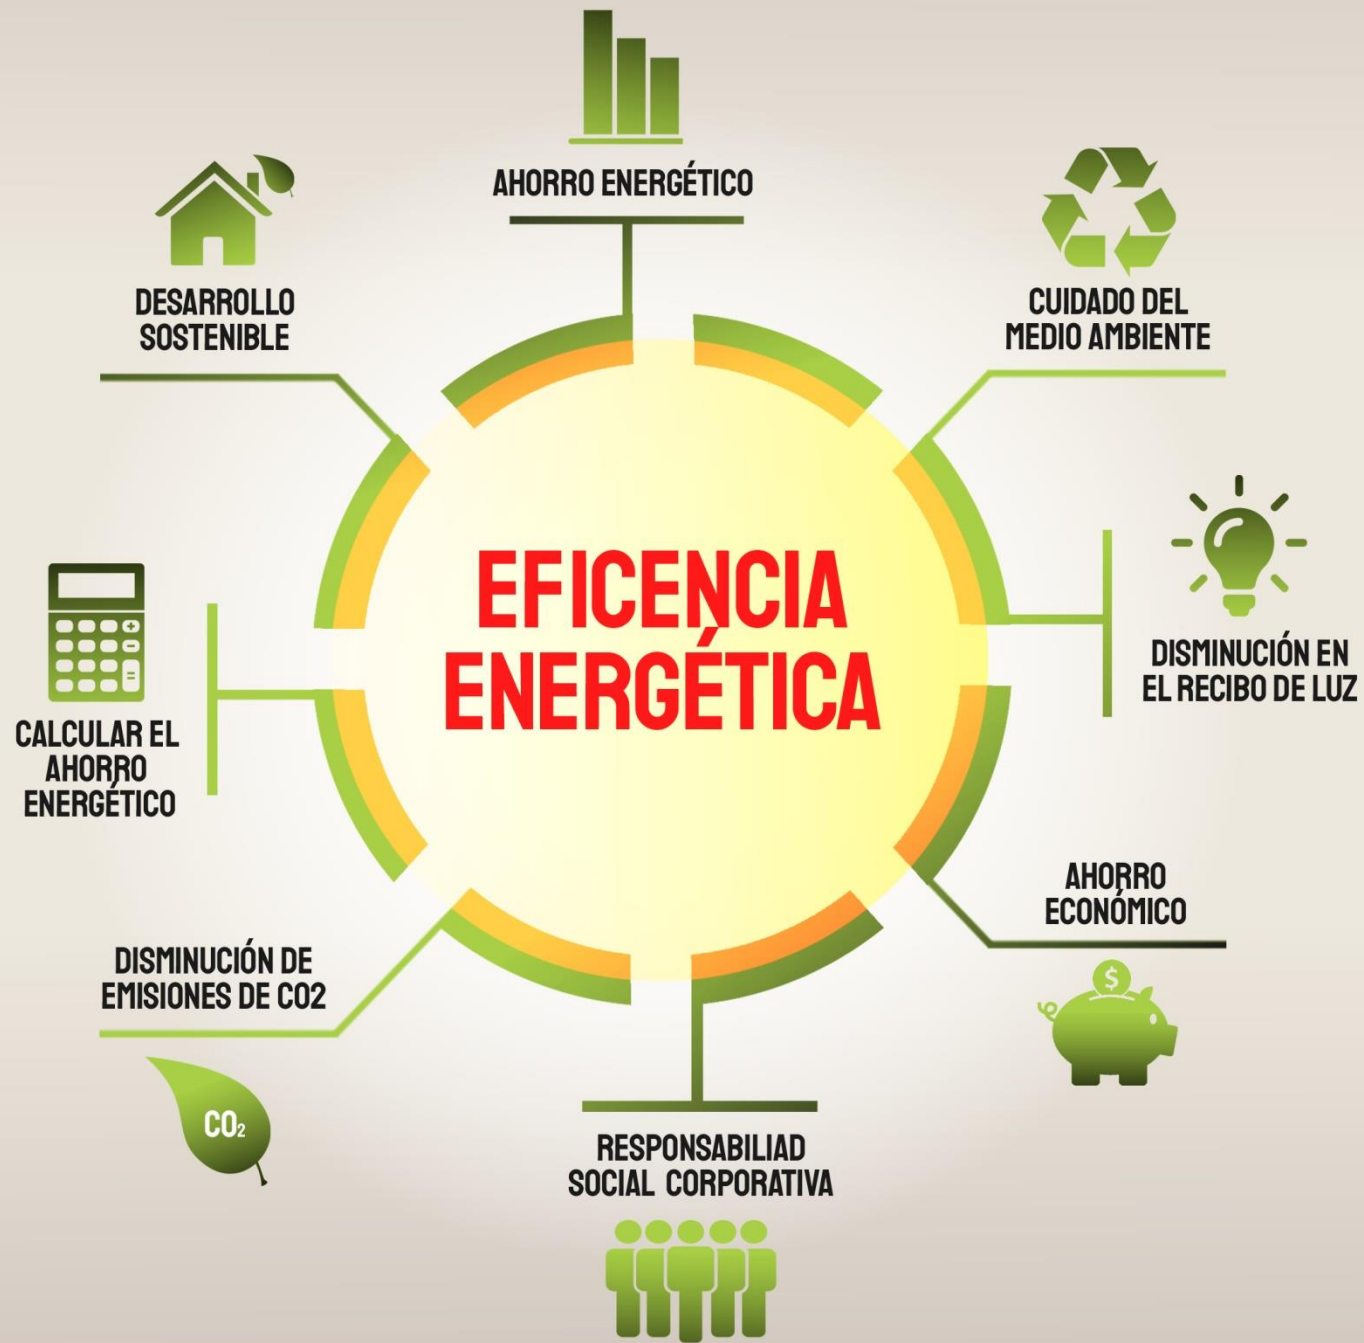 AHORRO ENERGÉTICO
DESARROLLO
SOSTENIBLE
CUIDADO DEL
MEDIO AMBIENTE
EFICENCIA
ENERGÉTICA
DISMINUCIÓN EN
EL RECIBO DE LUZ
CALCULAR EL
AHORRO
ENERGÉTICO
AHORRO
ECONÓMICO
$
DISMINUCIÓN DE
EMISIONES DE CO2
CO₂
RESPONSABILIAD
SOCIAL CORPORATIVA